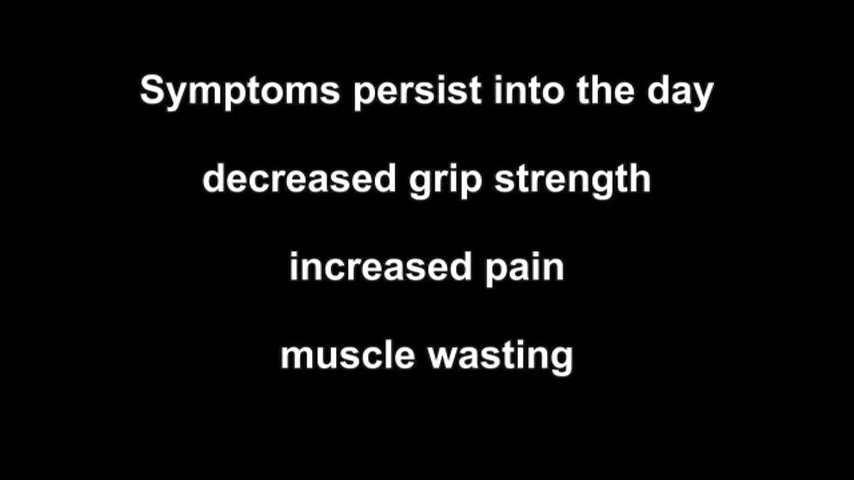 Symptoms persist into the day
decreased grip strength
increased pain
muscle wasting